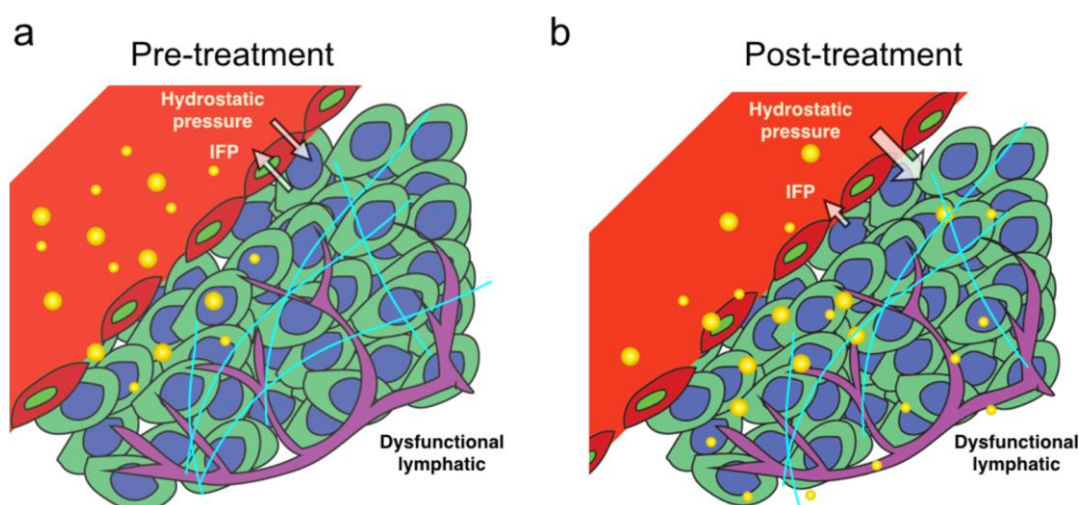 a
Pre-treatment
Hydrostatic
pressure
IFP
Dysfunctional
lymphatic
b
Post-treatment
Hydrostatic
pressure
IFP
Dysfunctional
lymphatic